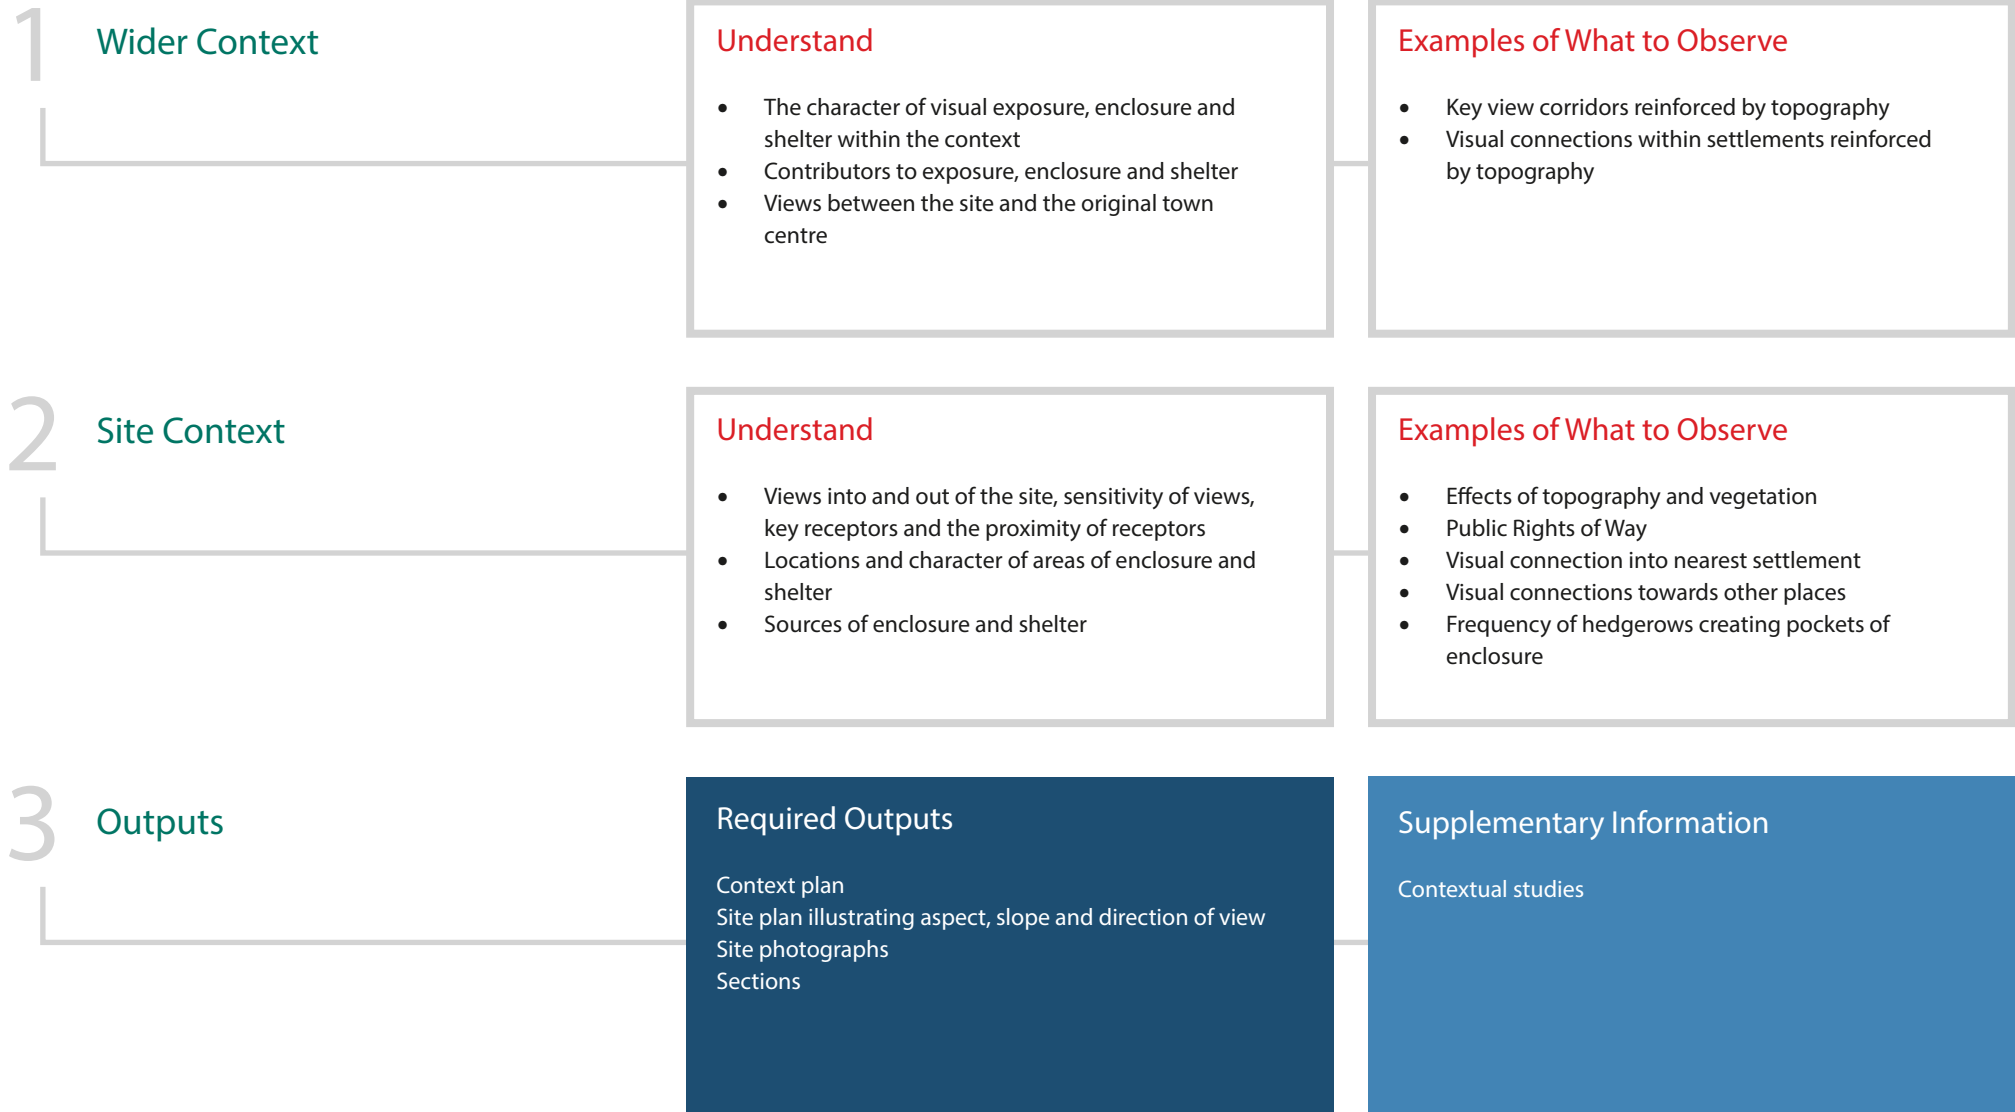 1
Wider Context
Understand
• The character of visual exposure, enclosure and
shelter within the context
• Contributors to exposure, enclosure and shelter
• Views between the site and the original town
centre
Examples of What to Observe
• Key view corridors reinforced by topography
• Visual connections within settlements reinforced
by topography
2
Site Context
Understand
• Views into and out of the site, sensitivity of views,
key receptors and the proximity of receptors
• Locations and character of areas of enclosure and
shelter
• Sources of enclosure and shelter
Examples of What to Observe
• Effects of topography and vegetation
• Public Rights of Way
• Visual connection into nearest settlement
• Visual connections towards other places
• Frequency of hedgerows creating pockets of
enclosure
3
Outputs
Required Outputs
Context plan
Site plan illustrating aspect, slope and direction of view
Site photographs
Sections
Supplementary Information
Contextual studies